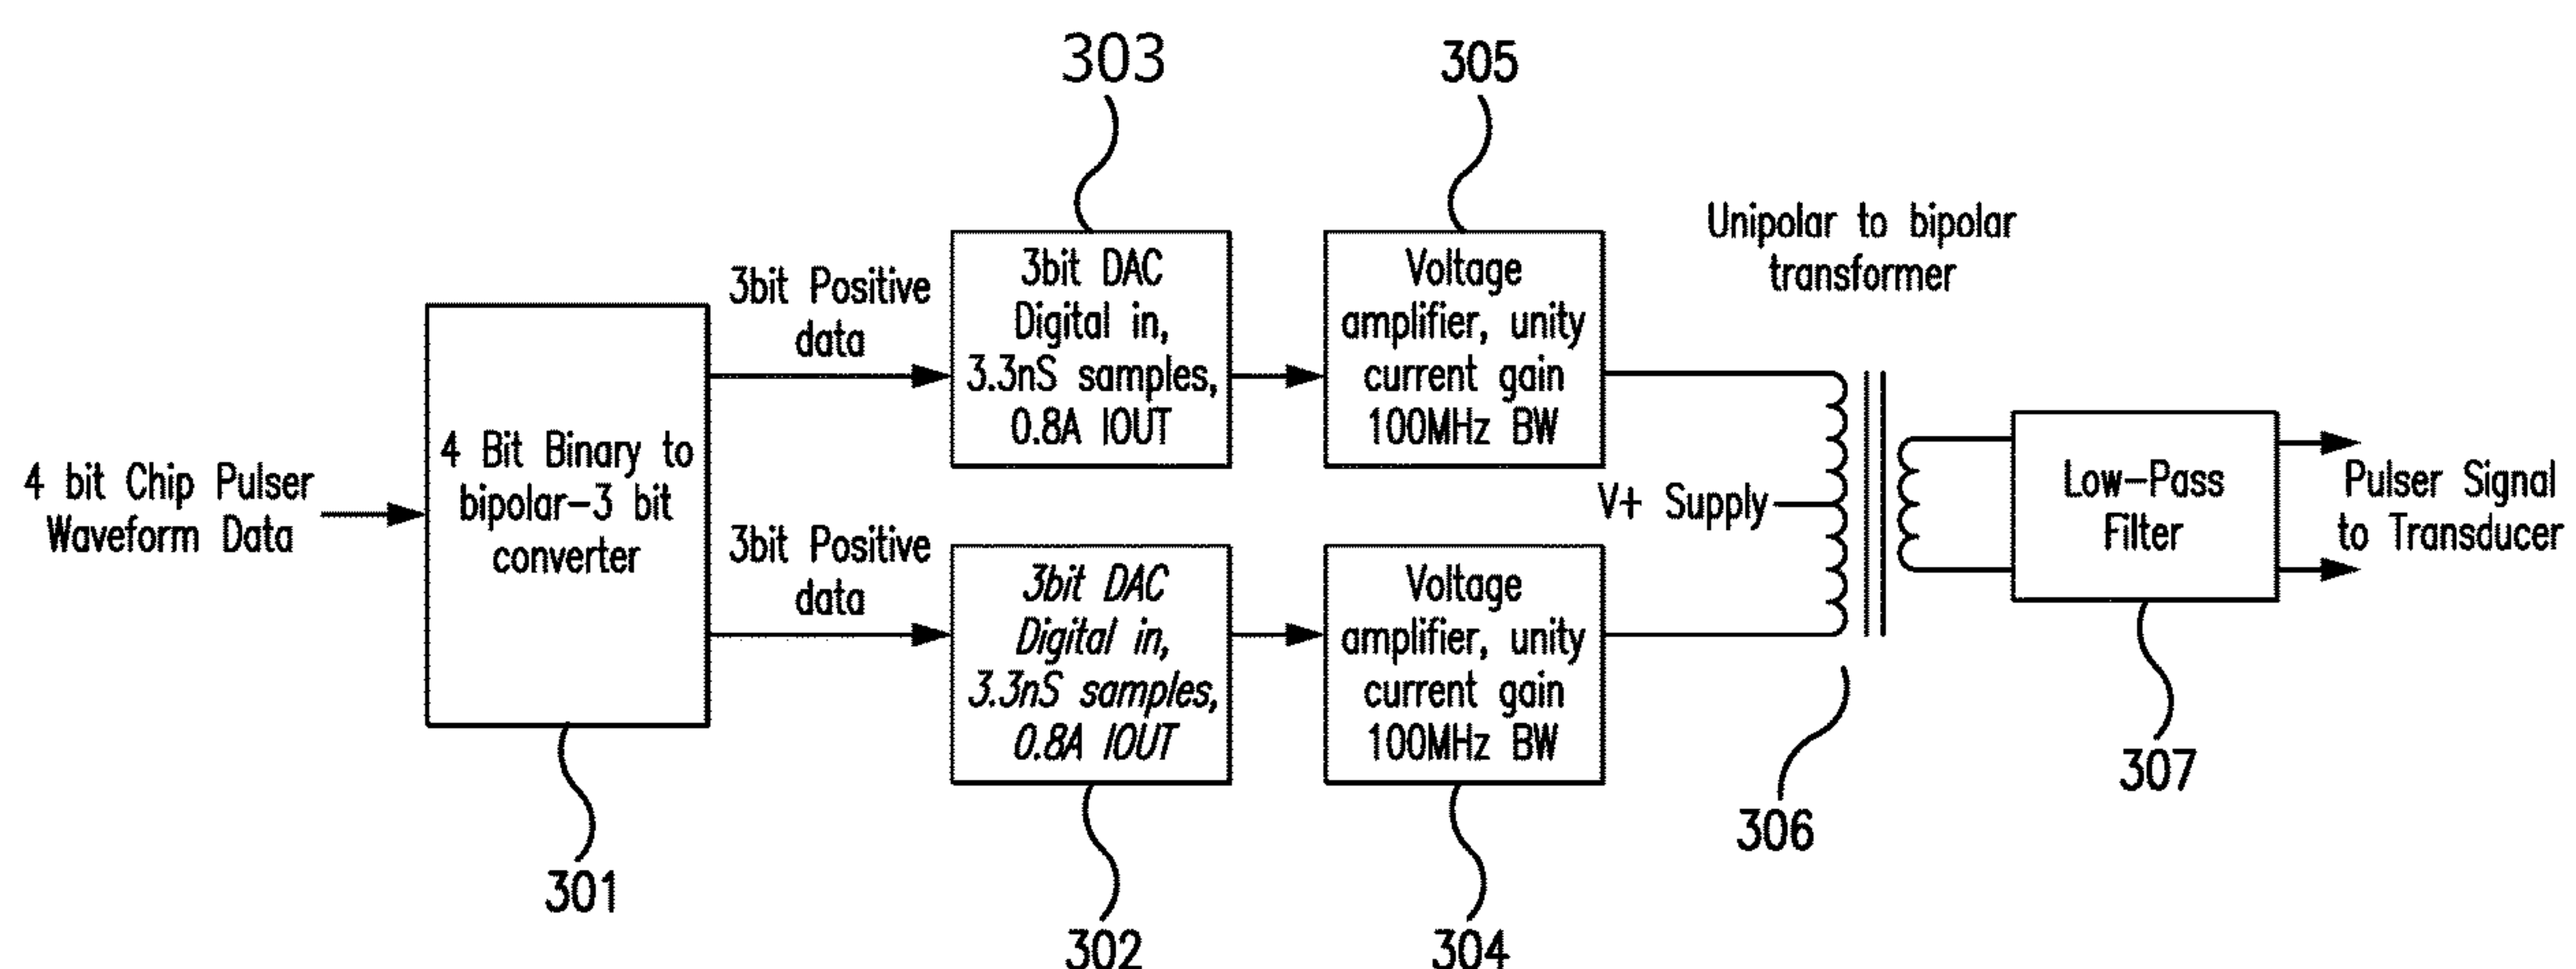 303
305
Unipolar to bipolar
transformer
3bit Positive
data
3bit DAC
Digital in,
3.3nS samples,
0.8A IOUT
Voltage
amplifier, unity
current gain
100MHz BW
4 bit Chip Pulser
Waveform Data
4 Bit Binary to
bipolar-3 bit
converter
V+ Supply
Low-Pass
Filter
Pulser Signal
to Transducer
3bit Positive
data
3bit DAC
Digital in,
3.3nS samples,
0.8A IOUT
Voltage
amplifier, unity
current gain
100MHz BW
301
302
304
306
307